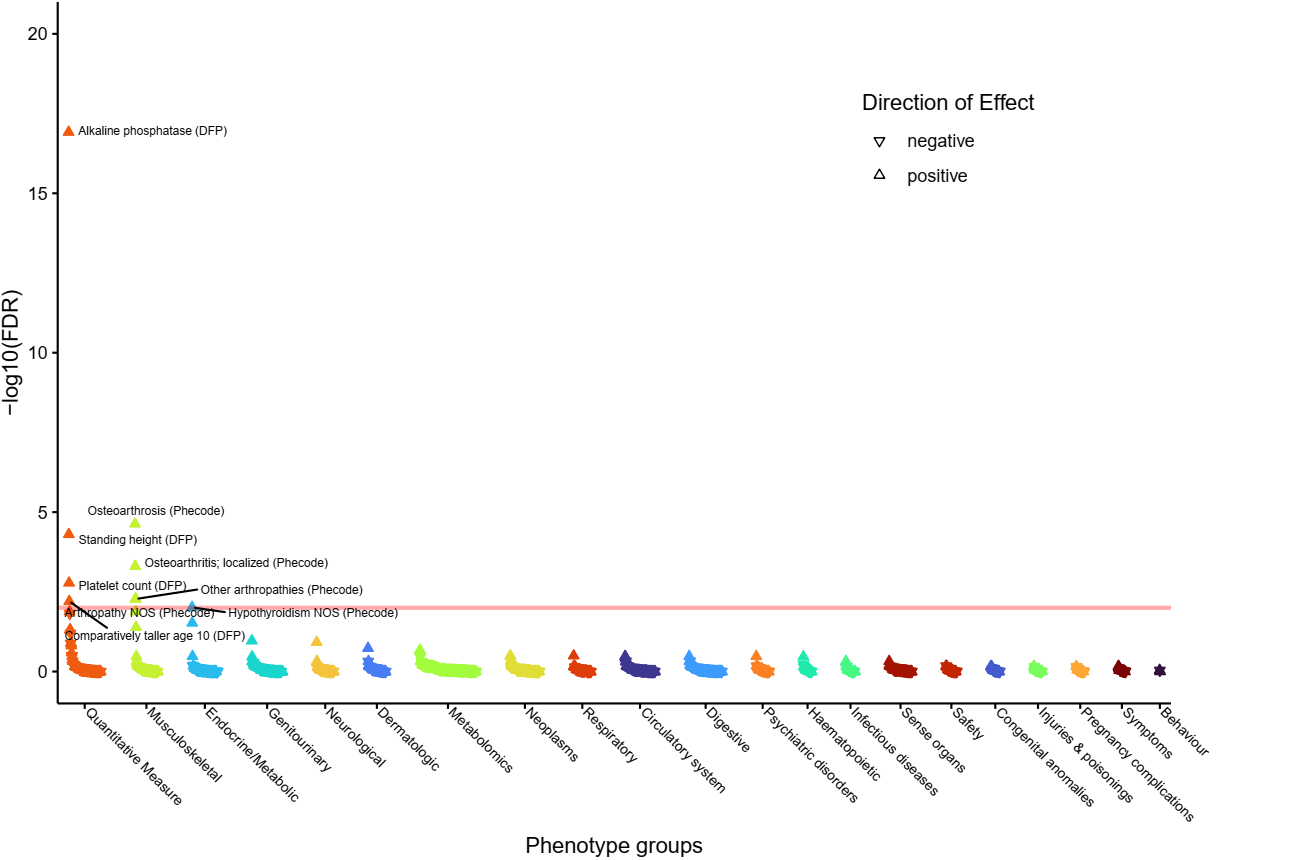 20
Direction of Effect
Alkaline phosphatase (DFP)
negative
positive
15
10
−log10(FDR)
5
Osteoarthrosis (Phecode)
Standing height (DFP)
Osteoarthritis; localized (Phecode)
Platelet count (DFP)
Other arthropathies (Phecode)
Arthropathy NOS (Phecode)
Hypothyroidism NOS (Phecode)
Comparatively taller age 10 (DFP)
0
Quantitative Measure
Musculoskeletal
Endocrine/Metabolic
Genitourinary
Neurological
Dermatologic
Metabolomics
Neoplasms
Respiratory
Circulatory system
Digestive
Psychiatric disorders
Haematopoietic
Infectious diseases
Sense organs
Safety
Congenital anomalies
Injuries & poisonings
Pregnancy complications
Symptoms
Behaviour
Phenotype groups